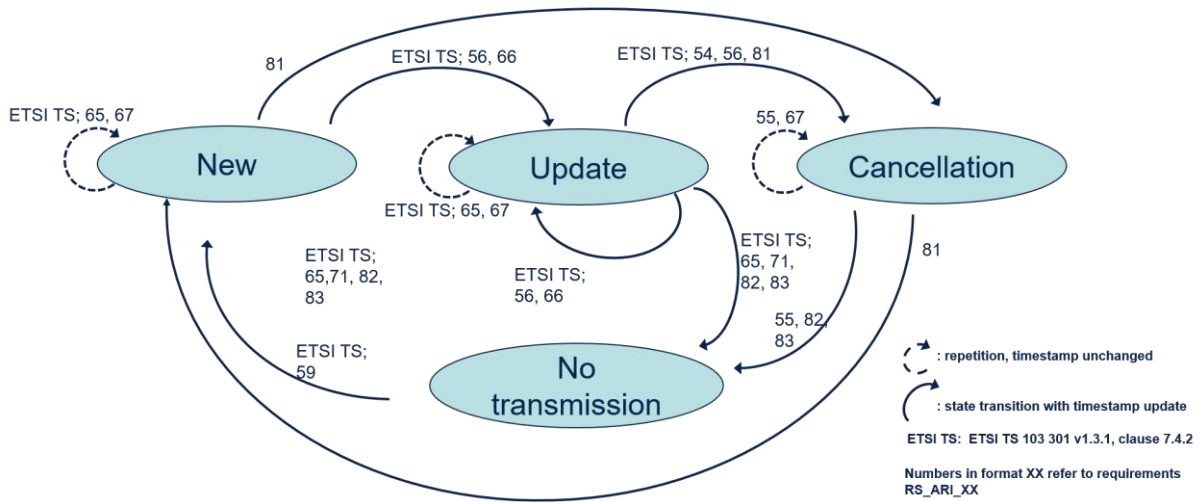 81
ETSI TS; 56, 66
ETSI TS; 54, 56, 81
ETSI TS; 65, 67
55, 67
New
Update
Cancellation
ETSI TS; 65, 67
ETSI TS;
65,71, 82,
83
ETSI TS;
56, 66
ETSI TS;
65, 71,
82, 83
81
55, 82,
83
ETSI TS;
59
No
transmission
: repetition, timestamp unchanged
: state transition with timestamp update
ETSI TS: ETSI TS 103 301 v1.3.1, clause 7.4.2
Numbers in format XX refer to requirements
RS_ARI_XX